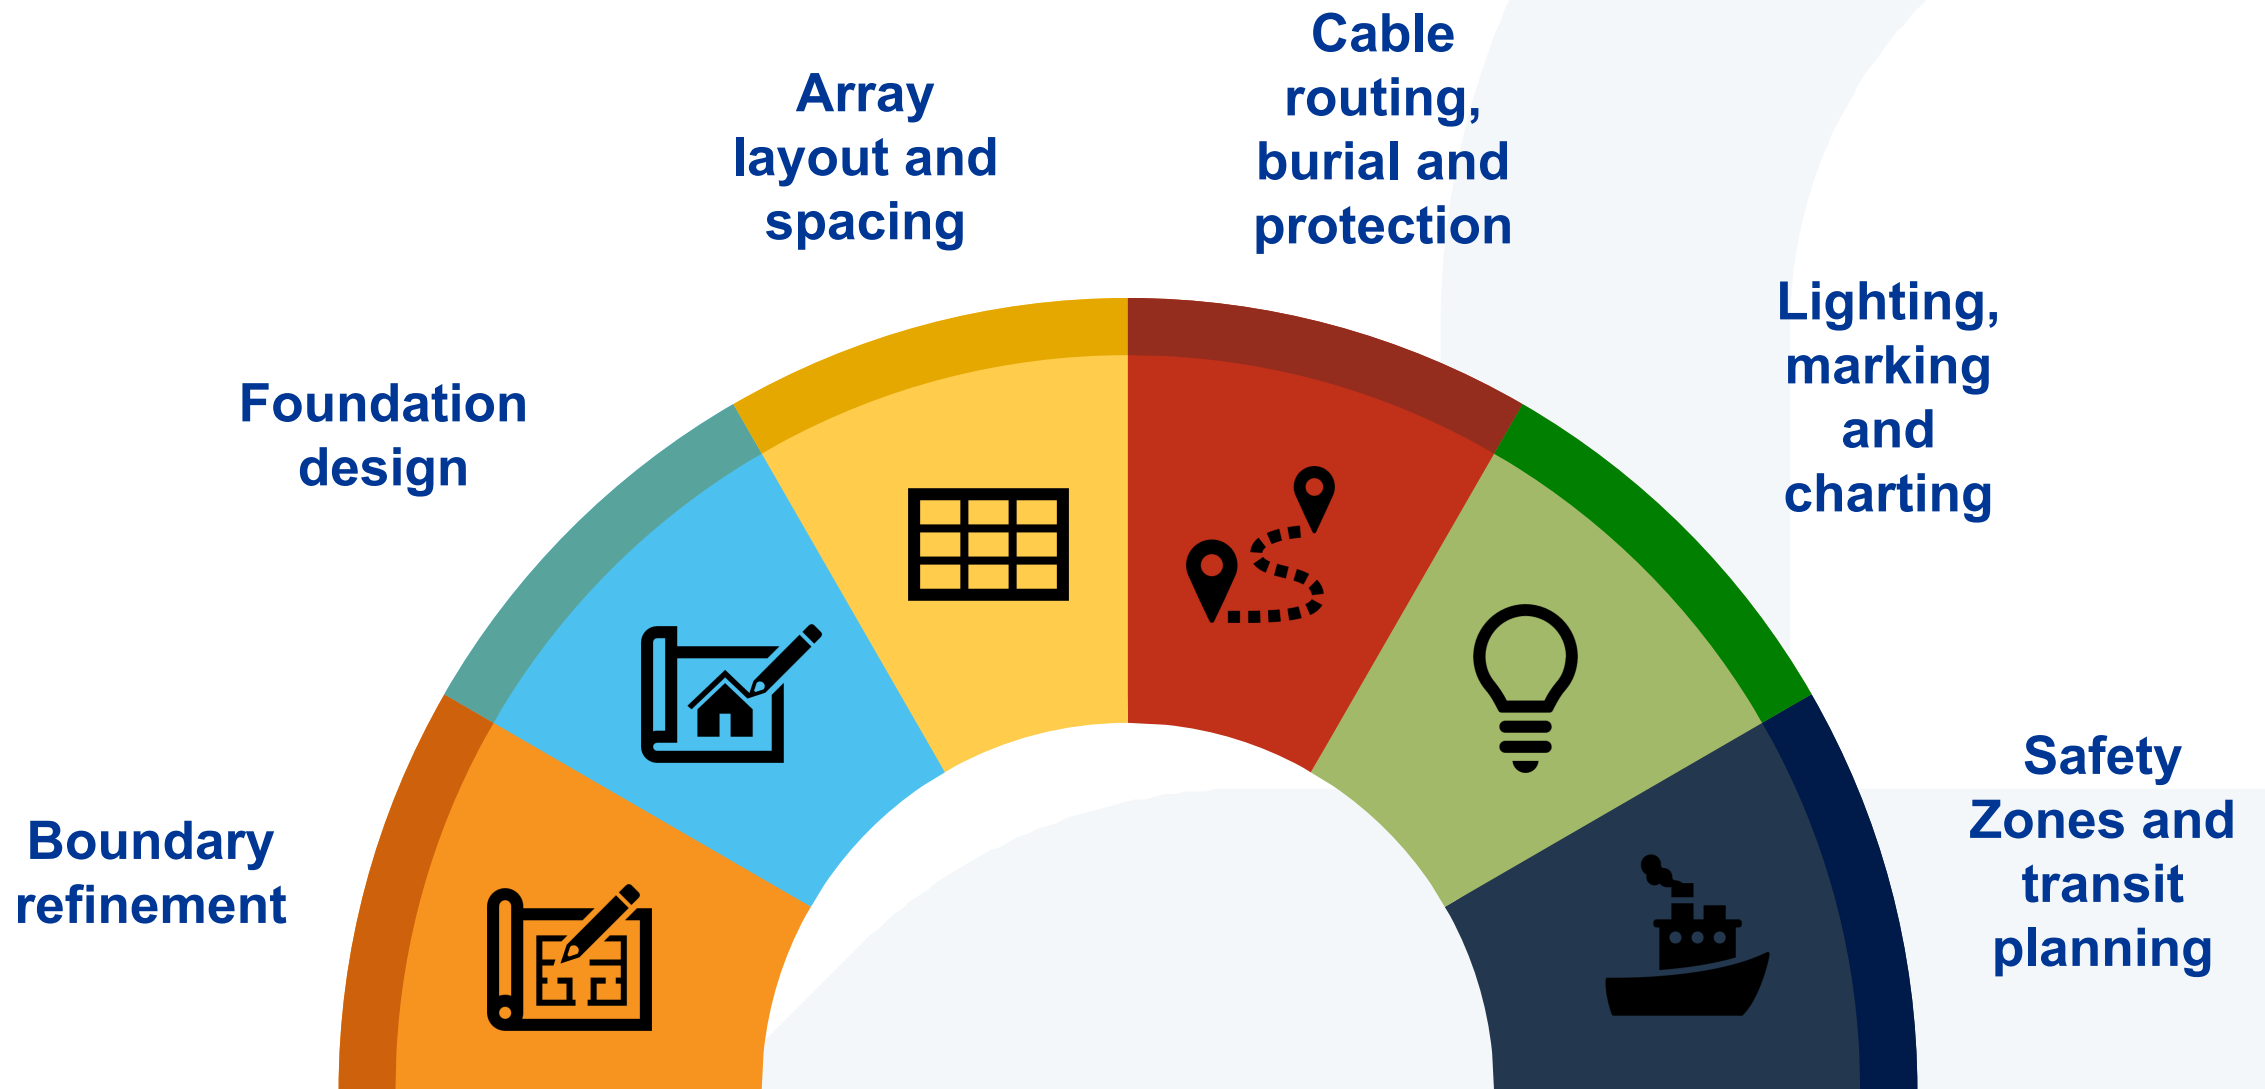 Cable
routing,
burial and
protection
Array
layout and
spacing
Lighting,
marking
and
charting
Foundation
design
Safety
Zones and
transit
planning
Boundary
refinement